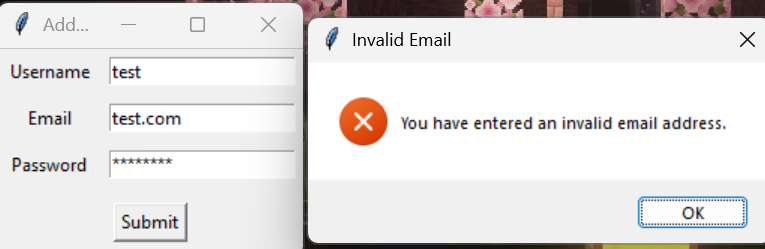 Add...
Username test
Email test.com
Password ********
Submit
Invalid Email
You have entered an invalid email address.
OK